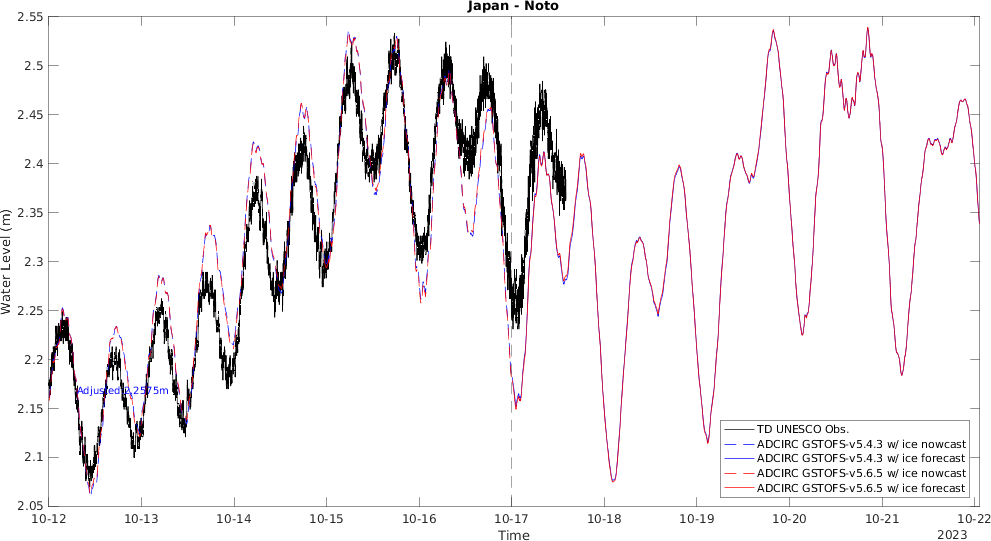 Japan - Noto
2.55
2.5
2.45
2.4
2.35
2.3
2.25
2.2
2.15
2.1
2.05
Water Level (m)
Adjusted 2.2575m
TD UNESCO Obs.
ADCIRC GSTOFS-v5.4.3 w/ ice nowcast
ADCIRC GSTOFS-v5.4.3 w/ ice forecast
ADCIRC GSTOFS-v5.6.5 w/ ice nowcast
ADCIRC GSTOFS-v5.6.5 w/ ice forecast
10-12 10-13 10-14 10-15 10-16 10-17 10-18 10-19 10-20 10-21 10-22
Time
2023